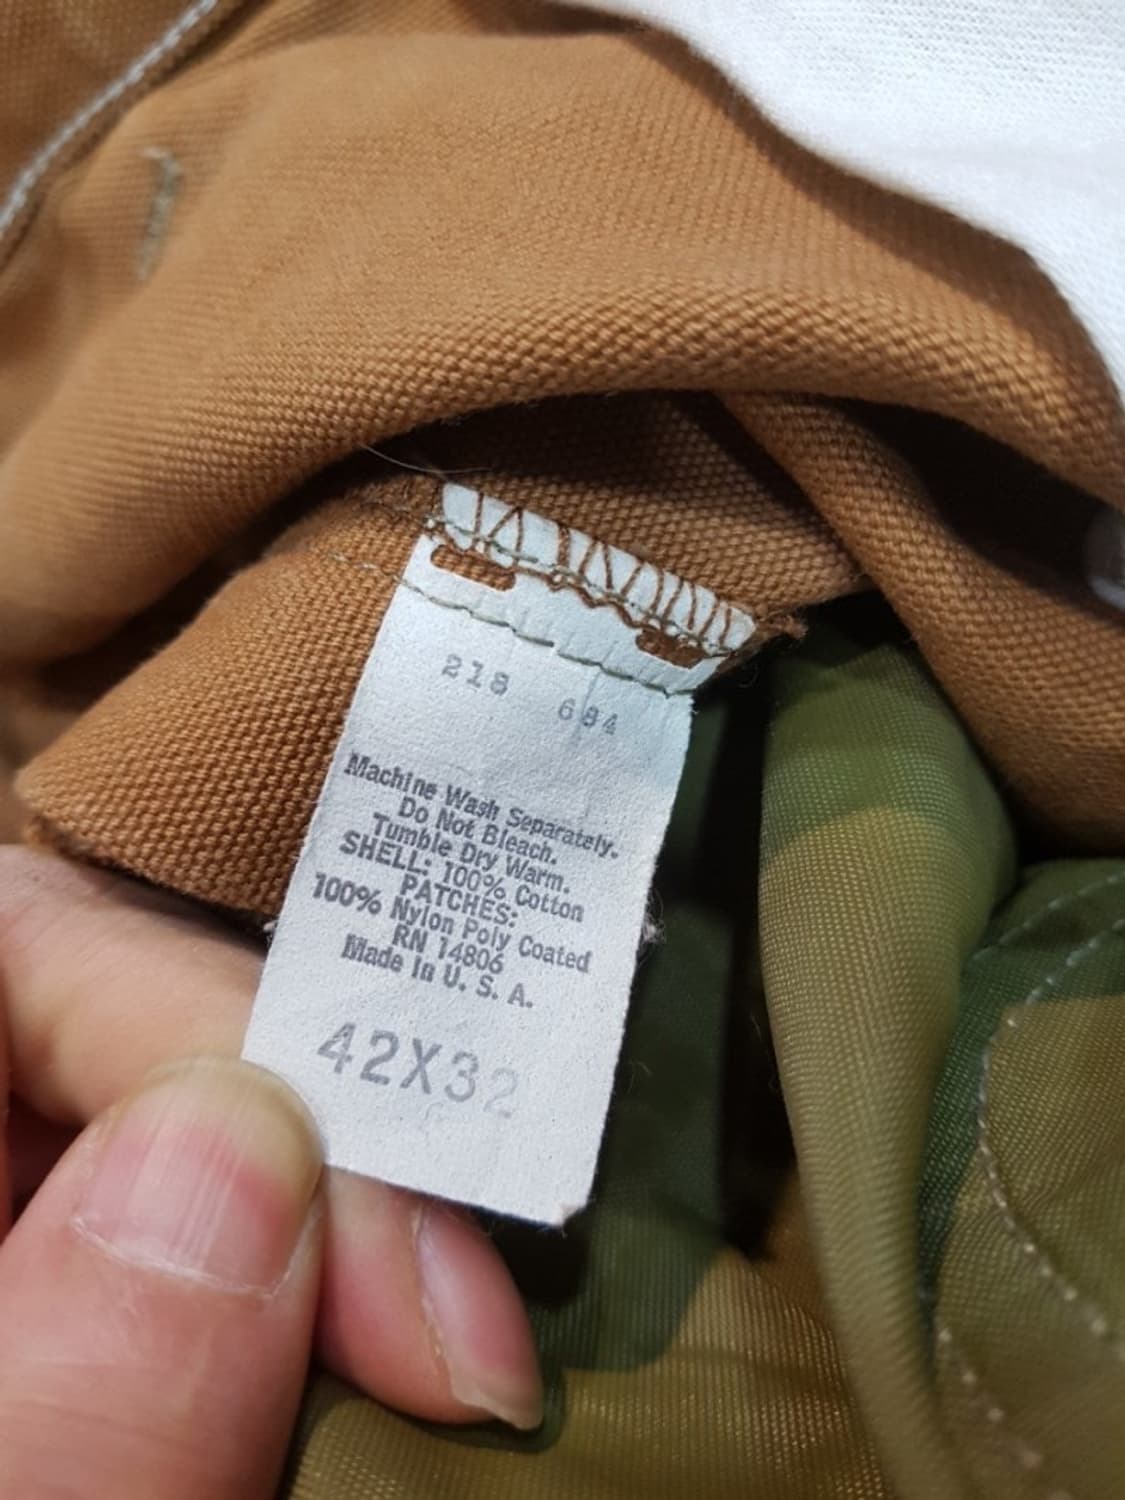 218 684
Machine Wash Separately.
Do Not Bleach.
Tumble Dry Warm.
SHELL: 100% Cotton
PATCHES:
100% Nylon Poly Coated
RN 14806
Made in U. S. A.
42X32